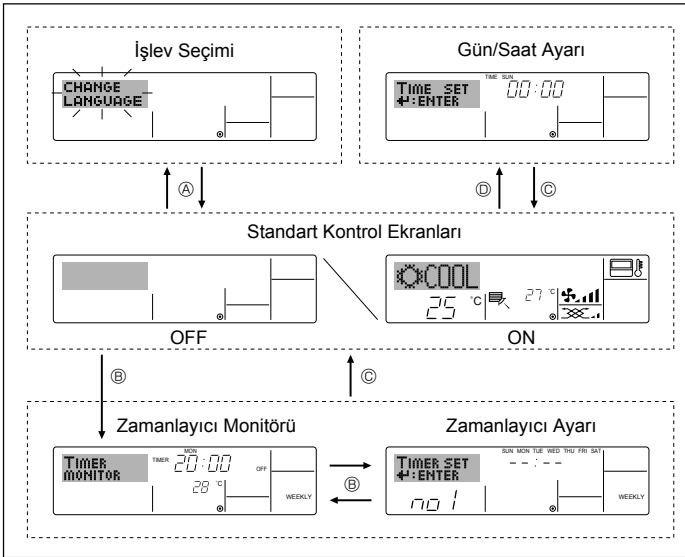 İşlev Seçimi
CHANGE
LANGUAGE
Gün/Saat Ayarı
TIME SUN
TIME SET
↵:ENTER
00:00
Ⓐ
Ⓓ
Ⓒ
Standart Kontrol Ekranları
COOL
25 °C
27 °C
OFF
ON
Ⓑ
Ⓒ
Zamanlayıcı Monitörü
TIMER
MONITOR
MON
TIMER 20:00 OFF
28 °C
WEEKLY
Ⓑ
Zamanlayıcı Ayarı
SUN MON TUE WED THU FRI SAT
TIMER SET
↵:ENTER
--:--
no 1
WEEKLY